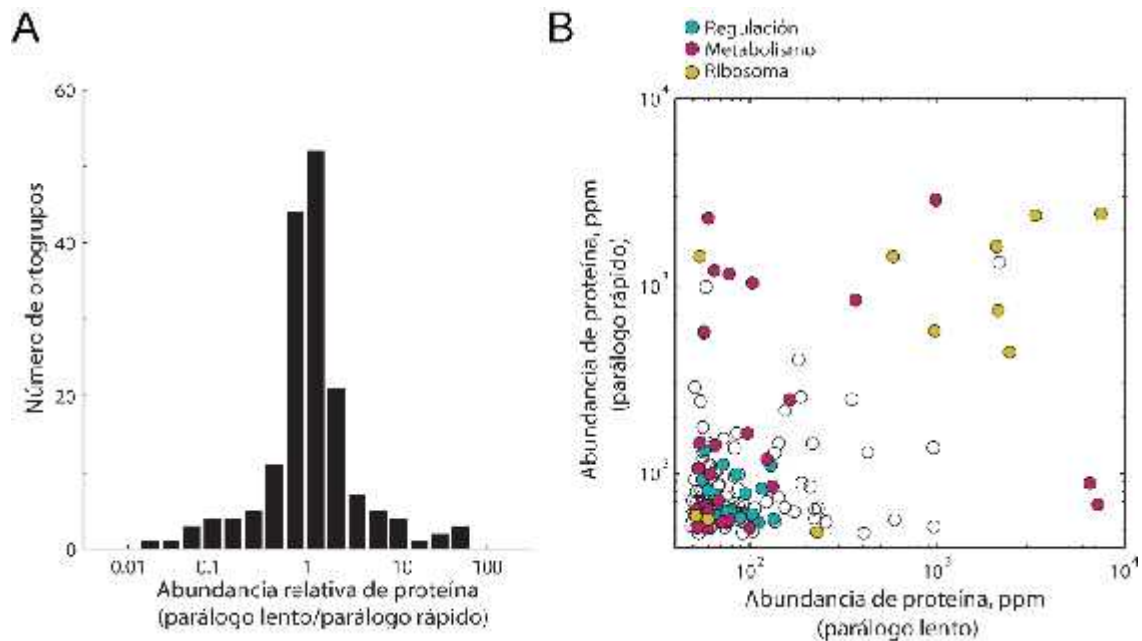 A
60
40
20
0
Número de ortogrupos
0.01
0.1
1
10
100
Abundancia relativa de proteína
(parálogo lento/parálogo rápido)
B
Regulación
Metabolismo
Ribosoma
10⁴
10³
10²
Abundancia de proteína, ppm
(parálogo rápido)
10²
10³
10⁴
Abundancia de proteína, ppm
(parálogo lento)